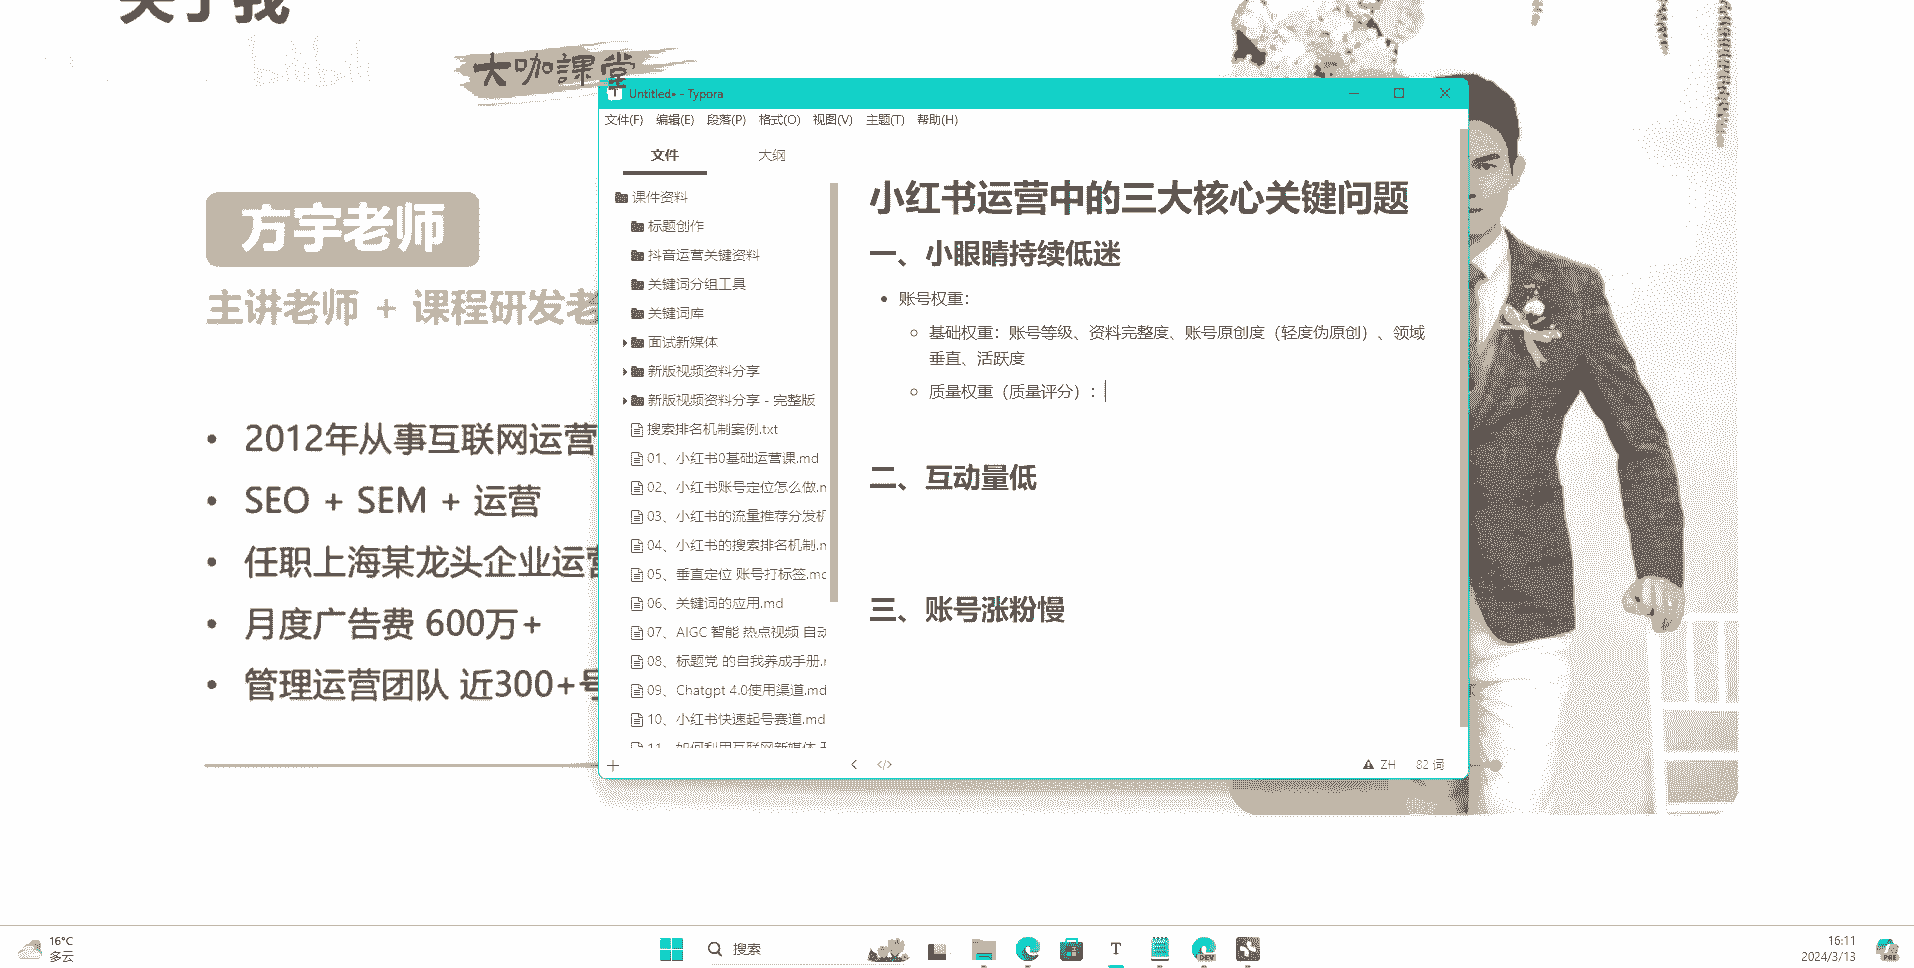 关于我
大咖課堂
方宇老师
主讲老师 + 课程研发老
2012年从事互联网运营
SEO + SEM + 运营
任职上海某龙头企业运营
月度广告费 600万+
管理运营团队 近300+号
Untitled• - Typora
文件(F) 编辑(E) 段落(P) 格式(O) 视图(V) 主题(T) 帮助(H)
文件 大纲
课件资料
标题创作
抖音运营关键资料
关键词分组工具
关键词库
面试新媒体
新版视频资料分享
新版视频资料分享 - 完整版
搜索排名机制案例.txt
01、小红书0基础运营课.md
02、小红书账号定位怎么做.m
03、小红书的流量推荐分发机
04、小红书的搜索排名机制.m
05、垂直定位 账号打标签.md
06、关键词的应用.md
07、AIGC 智能 热点视频 自动
08、标题党 的自我养成手册.m
09、Chatgpt 4.0使用渠道.md
10、小红书快速起号赛道.md
11、如何利用互联网新媒体
小红书运营中的三大核心关键问题
一、小眼睛持续低迷
账号权重：
基础权重：账号等级、资料完整度、账号原创度（轻度伪原创）、领域
垂直、活跃度
质量权重（质量评分）：
二、互动量低
三、账号涨粉慢
ZH 82 词
16°C
多云
搜索
DEV
16:11
2024/3/13
PRE